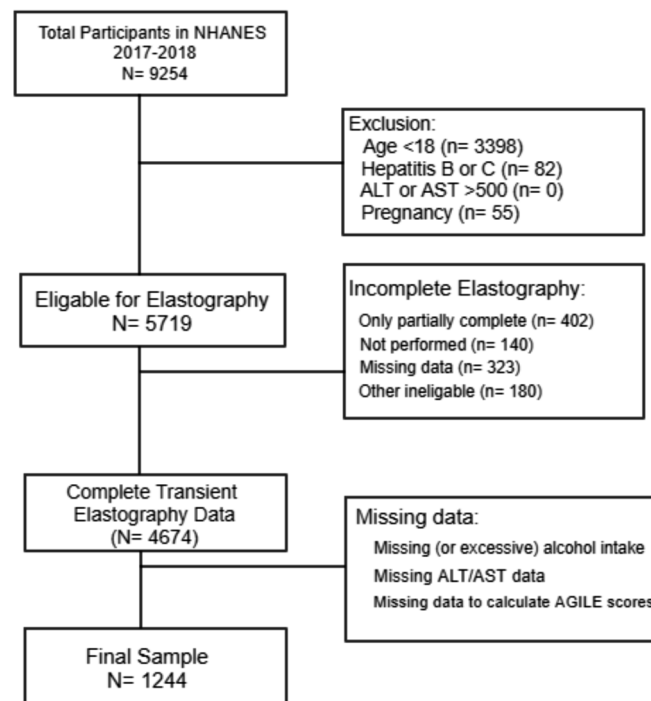 Total Participants in NHANES
2017-2018
N= 9254
Exclusion:
Age <18 (n= 3398)
Hepatitis B or C (n= 82)
ALT or AST >500 (n= 0)
Pregnancy (n= 55)
Eligable for Elastography
N= 5719
Incomplete Elastography:
Only partially complete (n= 402)
Not performed (n= 140)
Missing data (n= 323)
Other ineligable (n= 180)
Complete Transient
Elastography Data
(N= 4674)
Missing data:
Missing (or excessive) alcohol intake
Missing ALT/AST data
Missing data to calculate AGILE scores
Final Sample
N= 1244